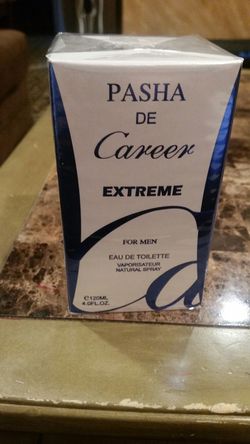 PASHA
DE
Career
EXTREME
FOR MEN
EAU DE TOILETTE
VAPORISATEUR
NATURAL SPRAY
℮120ML
4.0FL.OZ.